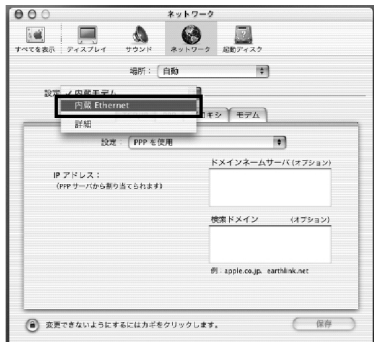 ネットワーク
すべてを表示 ディスプレイ サウンド ネットワーク 起動ディスク
場所： 自動
設定 ✓ 内蔵モデム
内蔵 Ethernet
詳細
キシ モデム
設定： PPP を使用
ドメインネームサーバ (オプション)
IP アドレス：
(PPP サーバから割り当てられます)
検索ドメイン (オプション)
例： apple.co.jp、earthlink.net
変更できないようにするにはカギをクリックします。 保存